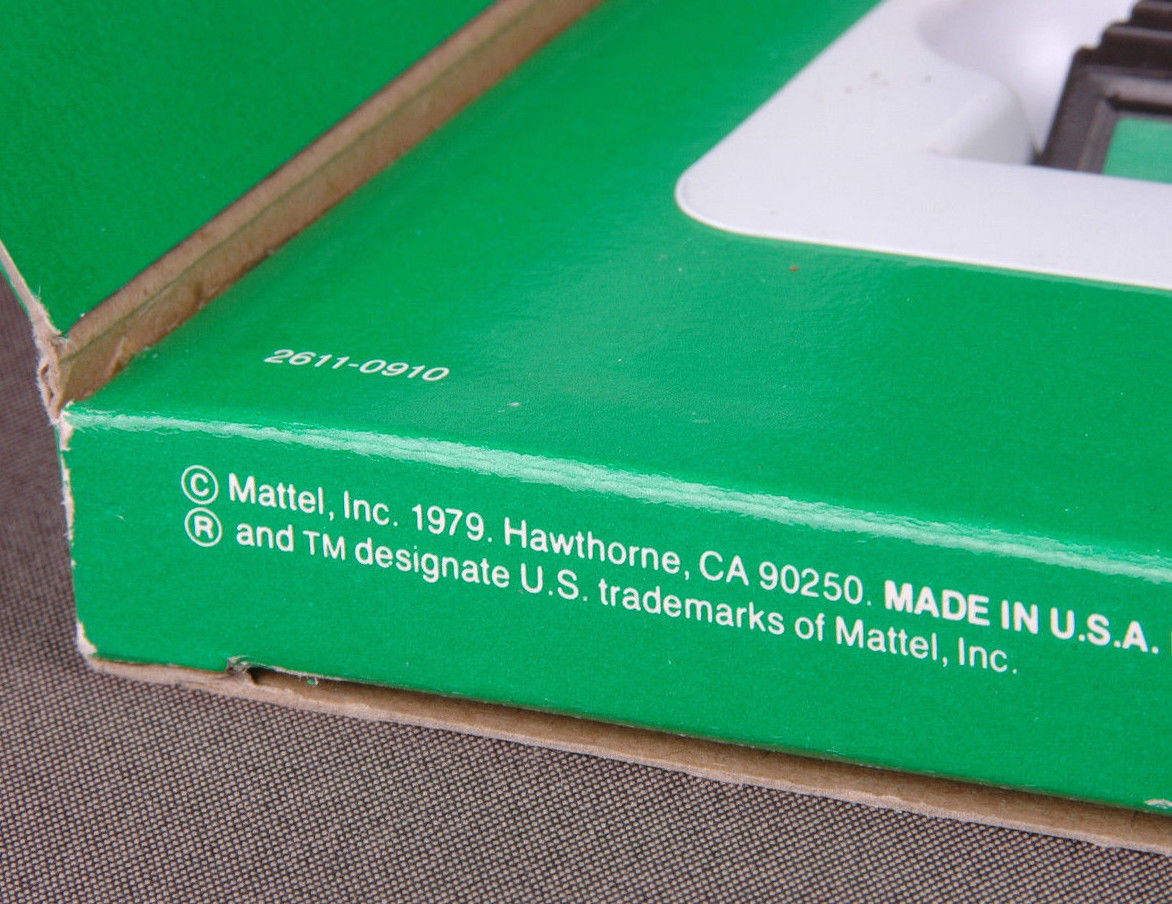 2611-0910
© Mattel, Inc. 1979. Hawthorne, CA 90250. MADE IN U.S.A.
® and TM designate U.S. trademarks of Mattel, Inc.